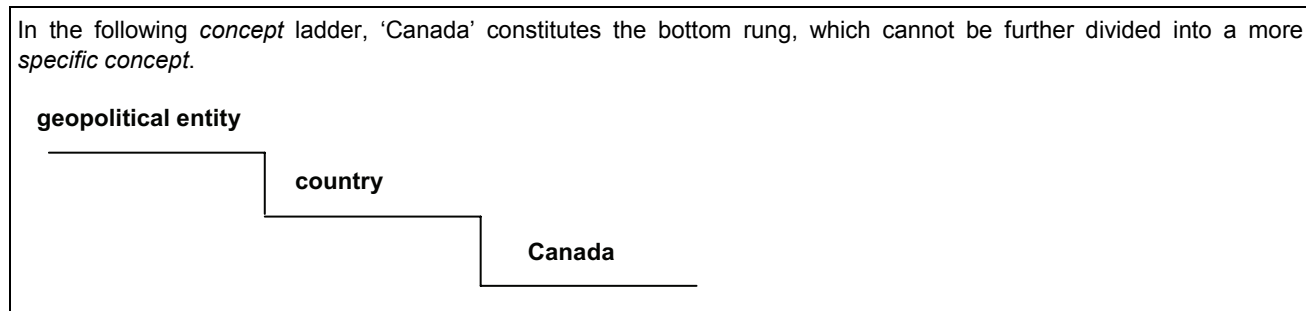 In the following concept ladder, ‘Canada’ constitutes the bottom rung, which cannot be further divided into a more
specific concept.
geopolitical entity
country
Canada